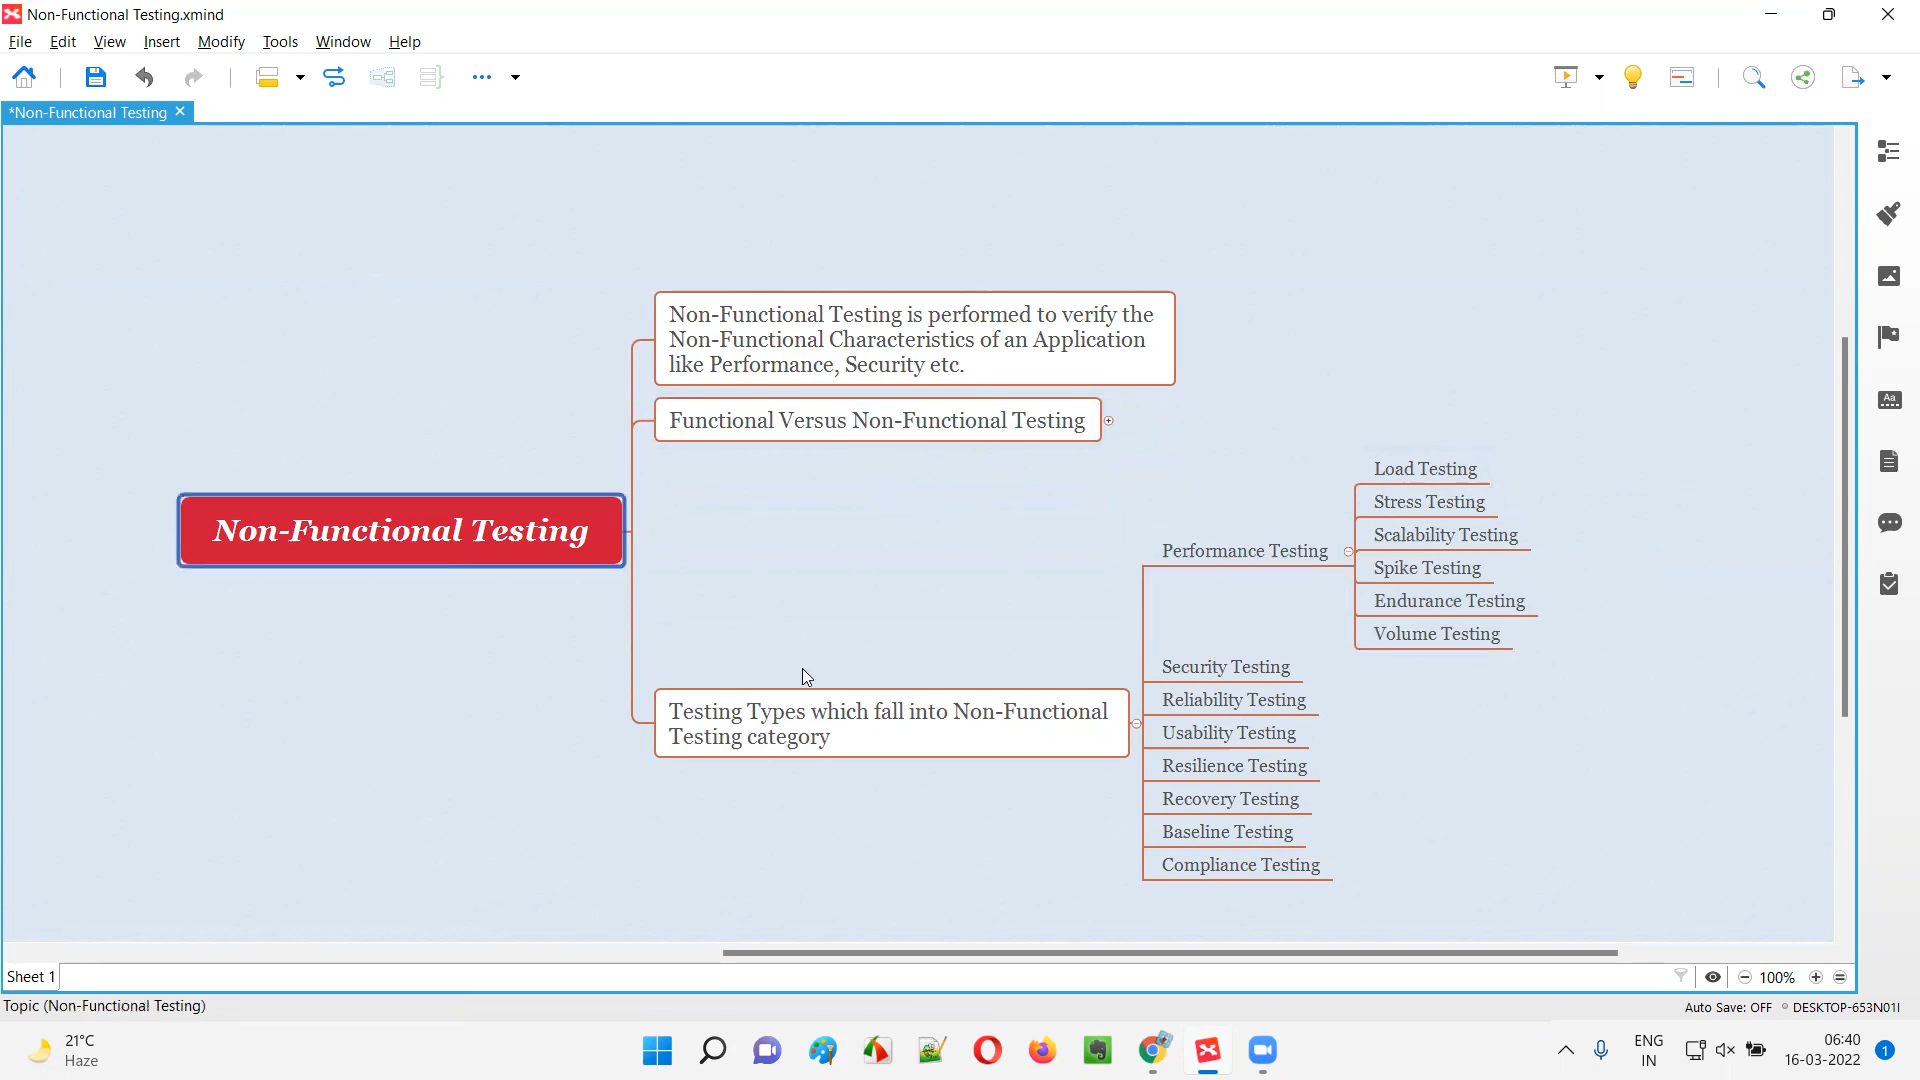 Non-Functional Testing.xmind
File Edit View Insert Modify Tools Window Help
*Non-Functional Testing
Non-Functional Testing is performed to verify the
Non-Functional Characteristics of an Application
like Performance, Security etc.
Functional Versus Non-Functional Testing
Non-Functional Testing
Load Testing
Stress Testing
Scalability Testing
Performance Testing
Spike Testing
Endurance Testing
Volume Testing
Testing Types which fall into Non-Functional
Testing category
Security Testing
Reliability Testing
Usability Testing
Resilience Testing
Recovery Testing
Baseline Testing
Compliance Testing
Aa
Sheet 1
100%
Topic (Non-Functional Testing)
Auto Save: OFF DESKTOP-653N01I
21°C
Haze
ENG
IN
06:40
16-03-2022
1